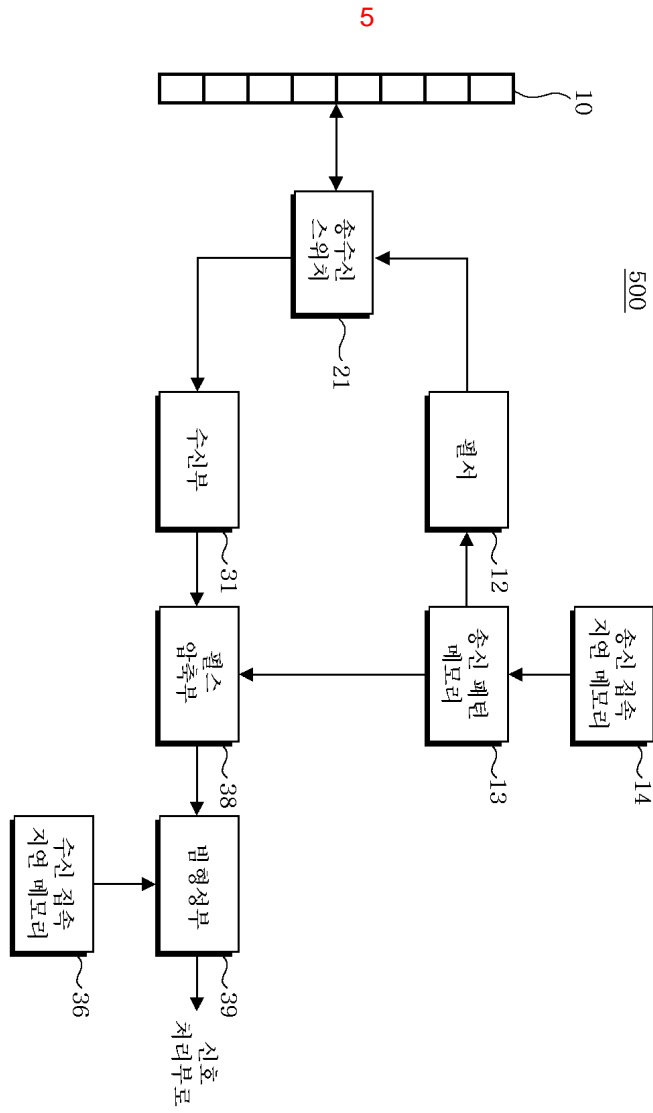 5
500
10
송수신
스위치
21
펄서
12
송신 패턴
메모리
13
송신 집속
지연 메모리
14
수신부
31
펄스
압축부
38
빔형성부
39
수신 집속
지연 메모리
36
신호
처리부로